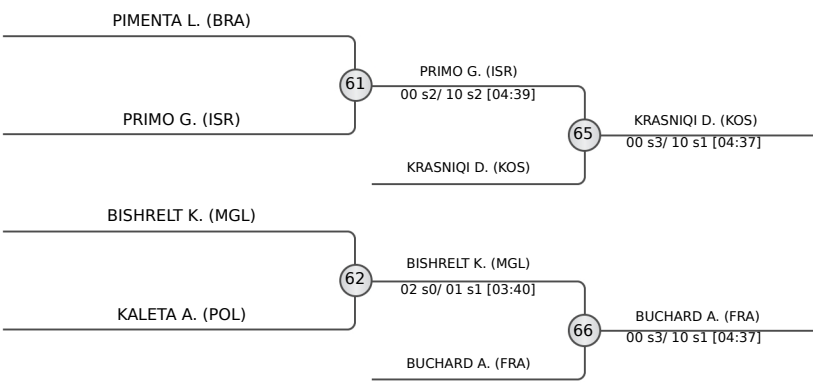 PIMENTA L. (BRA)
61
PRIMO G. (ISR)
00 s2/ 10 s2 [04:39]
PRIMO G. (ISR)
65
KRASNIQI D. (KOS)
00 s3/ 10 s1 [04:37]
KRASNIQI D. (KOS)
BISHRELT K. (MGL)
62
BISHRELT K. (MGL)
02 s0/ 01 s1 [03:40]
KALETA A. (POL)
66
BUCHARD A. (FRA)
00 s3/ 10 s1 [04:37]
BUCHARD A. (FRA)